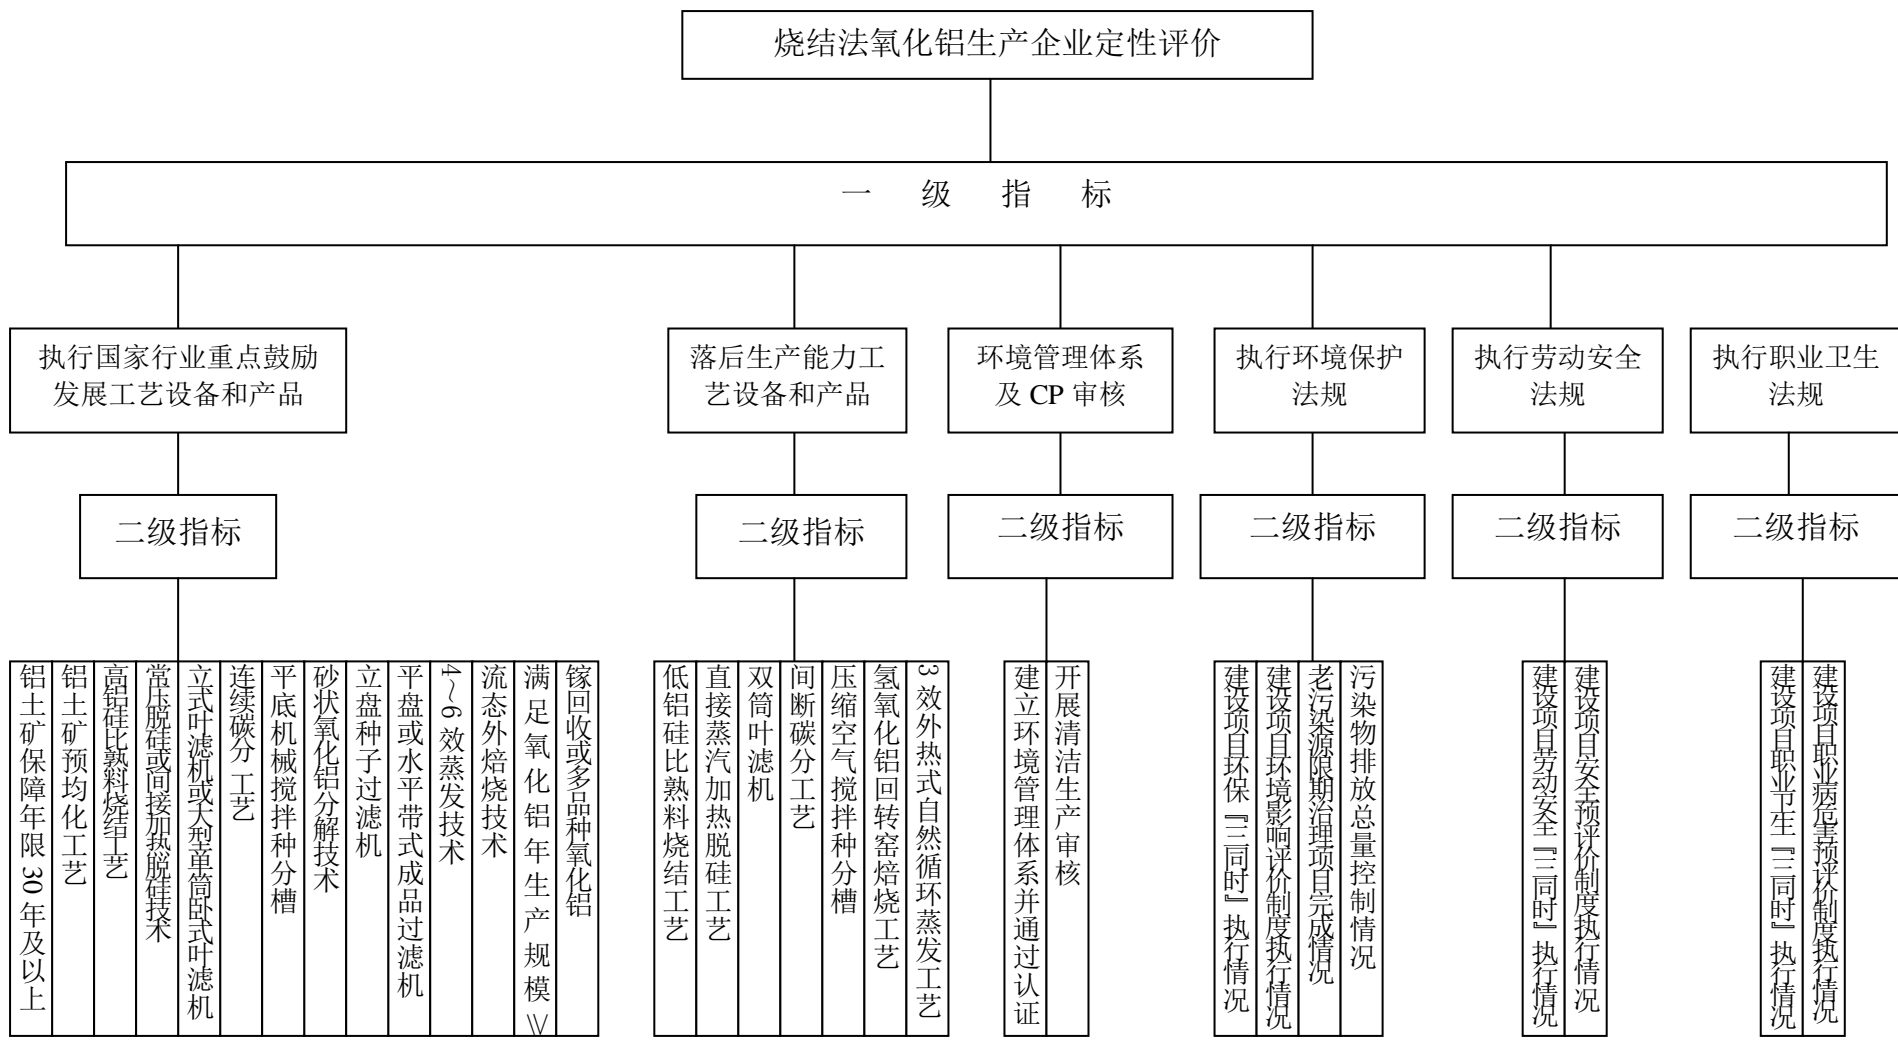 烧结法氧化铝生产企业定性评价
一 级 指 标
执行国家行业重点鼓励
发展工艺设备和产品
落后生产能力工
艺设备和产品
环境管理体系
及 CP 审核
执行环境保护
法规
执行劳动安全
法规
执行职业卫生
法规
二级指标
二级指标
二级指标
二级指标
二级指标
二级指标
铝土矿保障年限 30 年及以上
铝土矿预均化工艺
高铝硅比熟料烧结工艺
常压脱硅或间接加热脱硅技术
立式叶滤机或大型单筒卧式叶滤机
连续碳分工艺
平底机械搅拌种分槽
砂状氧化铝分解技术
立盘种子过滤机
平盘或水平带式成品过滤机
4~6 效蒸发技术
流态外焙烧技术
满足氧化铝年生产规模≥
镓回收或多品种氧化铝
低铝硅比熟料烧结工艺
直接蒸汽加热脱硅工艺
双筒叶滤机
间断碳分工艺
压缩空气搅拌种分槽
氢氧化铝回转窑焙烧工艺
3 效外热式自然循环蒸发工艺
建立环境管理体系并通过认证
开展清洁生产审核
建设项目环保『三同时』执行情况
建设项目环境影响评价制度执行情况
老污染源限期治理项目完成情况
污染物排放总量控制情况
建设项目劳动安全『三同时』执行情况
建设项目安全预评价制度执行情况
建设项目职业卫生『三同时』执行情况
建设项目职业病危害预评价制度执行情况